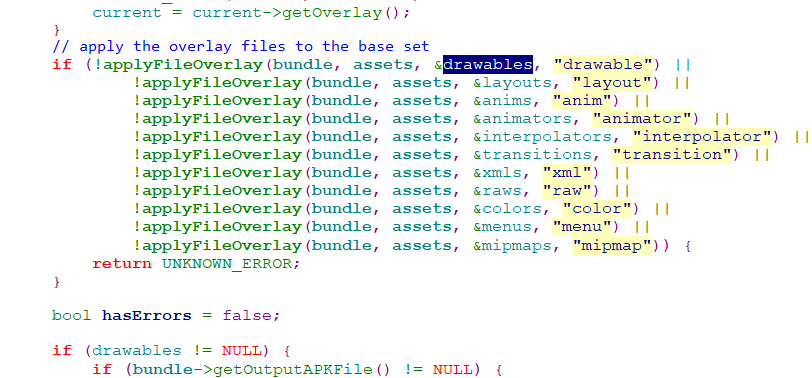 current = current->getOverlay();
}
// apply the overlay files to the base set
if (!applyFileOverlay(bundle, assets, &drawables, "drawable") ||
!applyFileOverlay(bundle, assets, &layouts, "layout") ||
!applyFileOverlay(bundle, assets, &anims, "anim") ||
!applyFileOverlay(bundle, assets, &animators, "animator") ||
!applyFileOverlay(bundle, assets, &interpolators, "interpolator") ||
!applyFileOverlay(bundle, assets, &transitions, "transition") ||
!applyFileOverlay(bundle, assets, &xmls, "xml") ||
!applyFileOverlay(bundle, assets, &raws, "raw") ||
!applyFileOverlay(bundle, assets, &colors, "color") ||
!applyFileOverlay(bundle, assets, &menus, "menu") ||
!applyFileOverlay(bundle, assets, &mipmaps, "mipmap")) {
return UNKNOWN_ERROR;
}
bool hasErrors = false;
if (drawables != NULL) {
if (bundle->getOutputAPKFile() != NULL) {